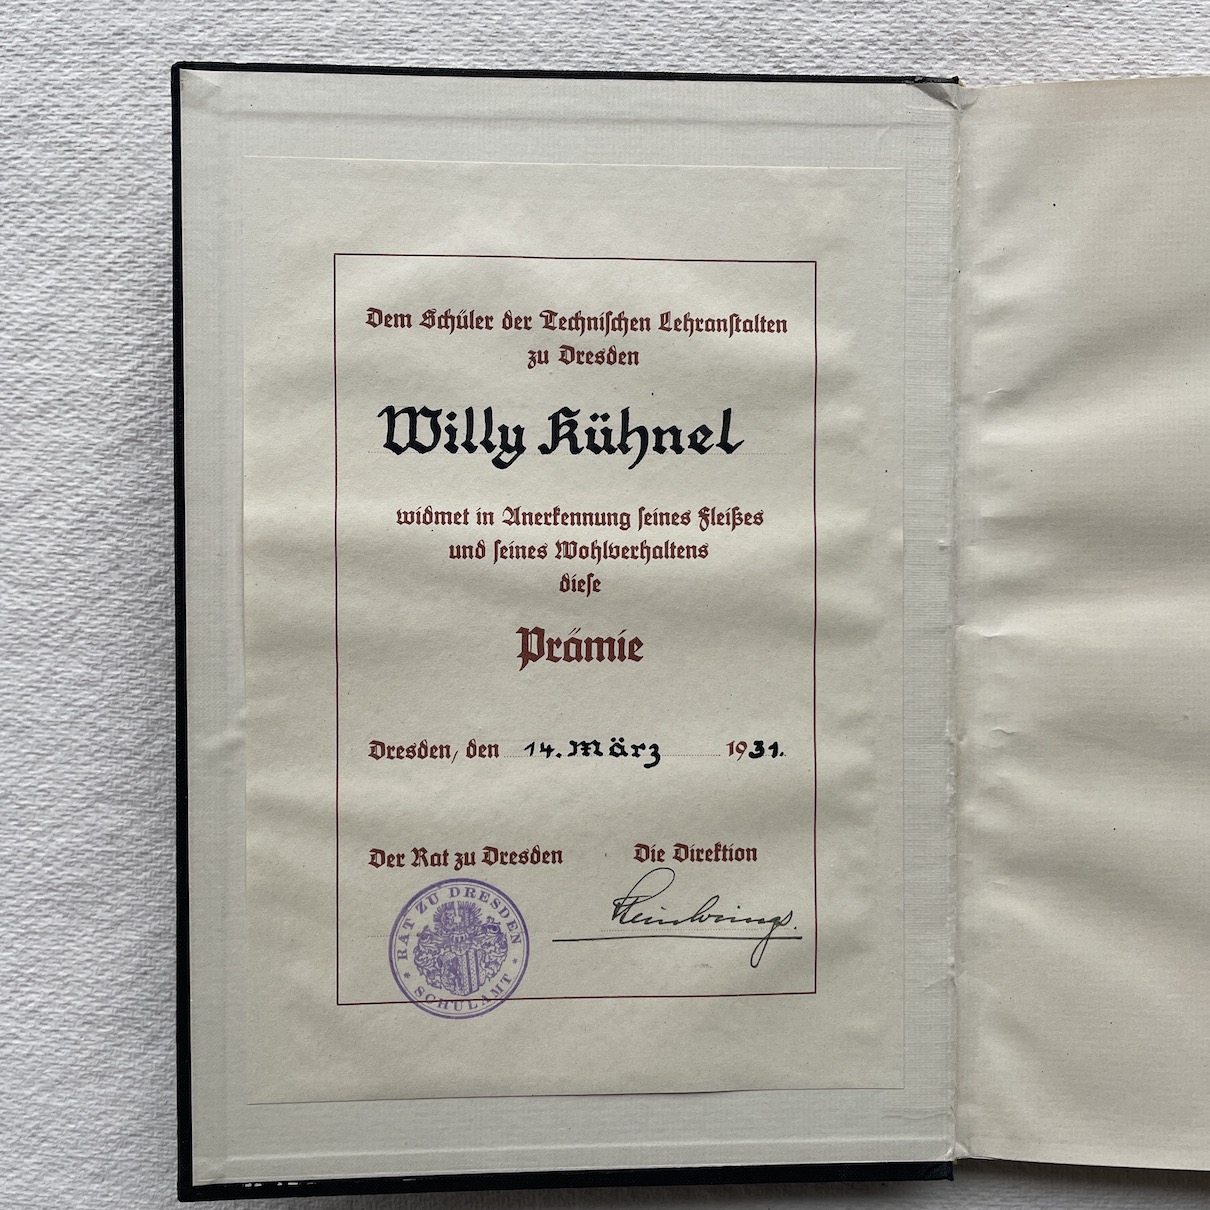 Dem Schüler der Technischen Lehranstalten
zu Dresden
Willy Kühnel
widmet in Anerkennung seines Fleißes
und seines Wohlverhaltens
diese
Prämie
Dresden, den 14. März 1931.
Der Rat zu Dresden Die Direktion
RAT ZU DRESDEN
* SCHULAMT *